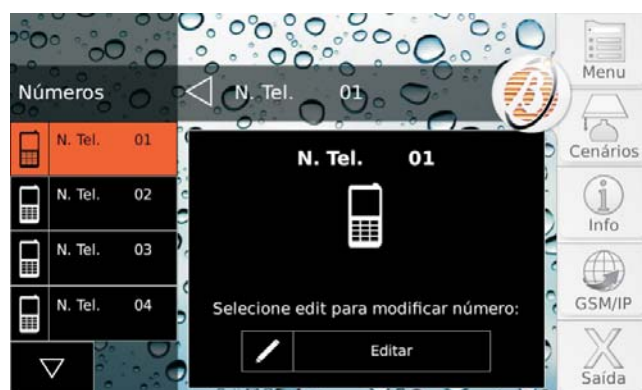 Números
N. Tel. 01
N. Tel. 02
N. Tel. 03
N. Tel. 04
N. Tel. 01
N. Tel. 01
Selecione edit para modificar número:
Editar
Menu
Cenários
Info
GSM/IP
Saída